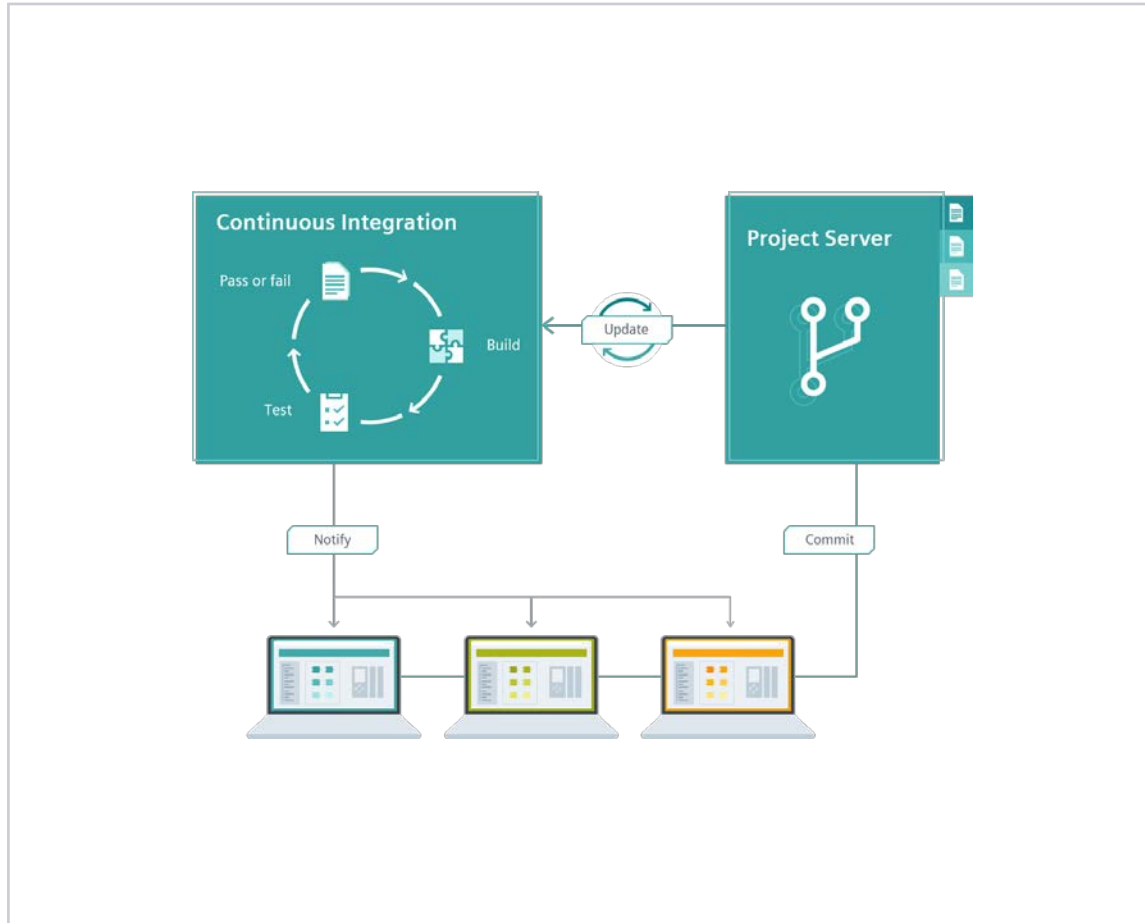 Continuous Integration
Project Server
Pass or fail
Update
Build
Test
Notify
Commit